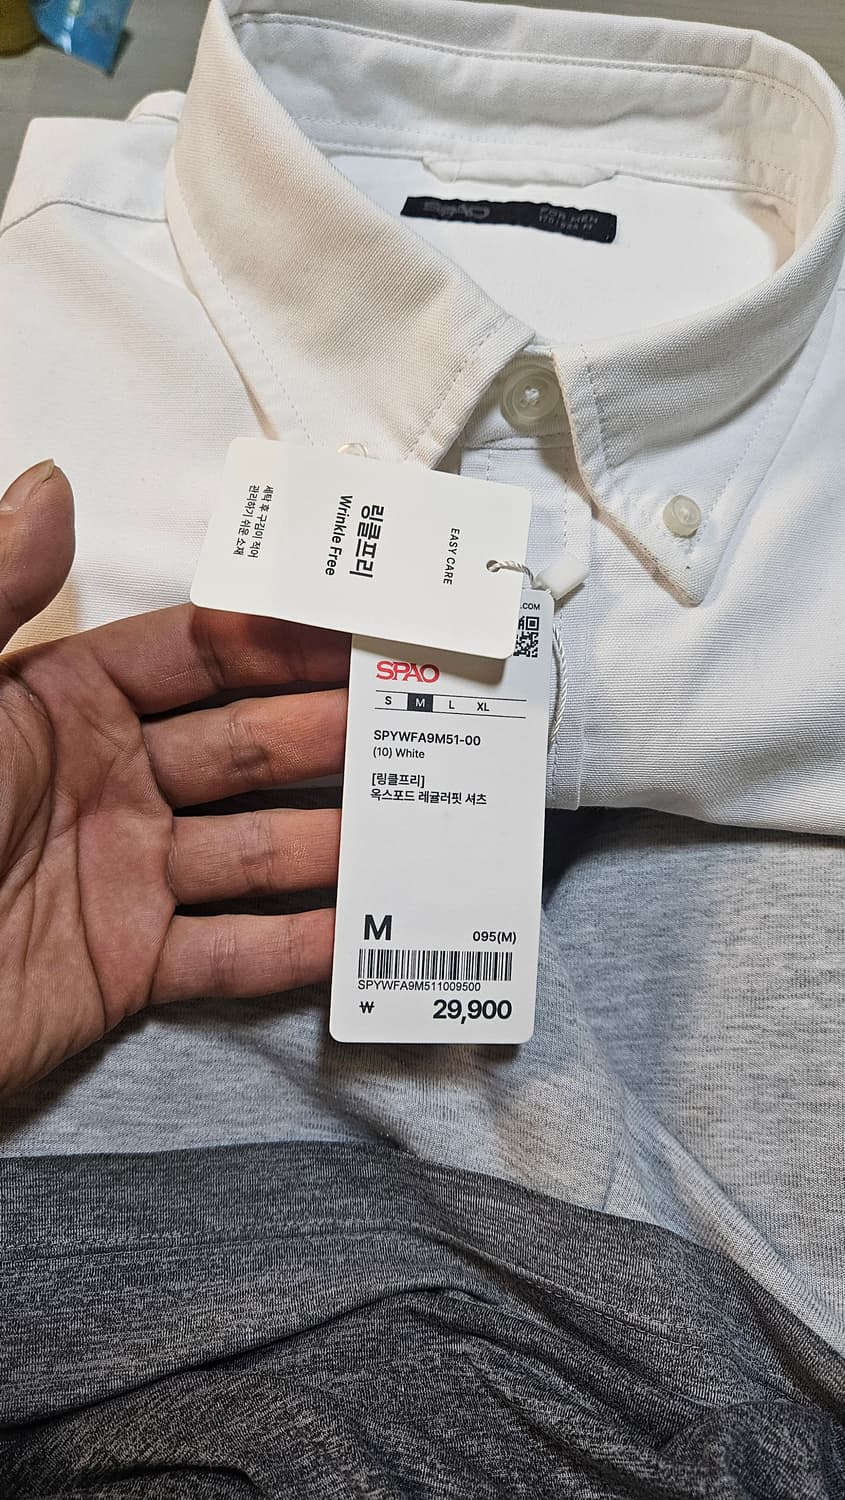 SPAO
FOR MEN
EASY CARE
링클프리
Wrinkle Free
세탁 후 구김이 적어
관리하기 쉬운 소재
.COM
SPAO
S M L XL
SPYWFA9M51-00
(10) White
[링클프리]
옥스포드 레귤러핏 셔츠
M
095(M)
SPYWFA9M511009500
₩ 29,900